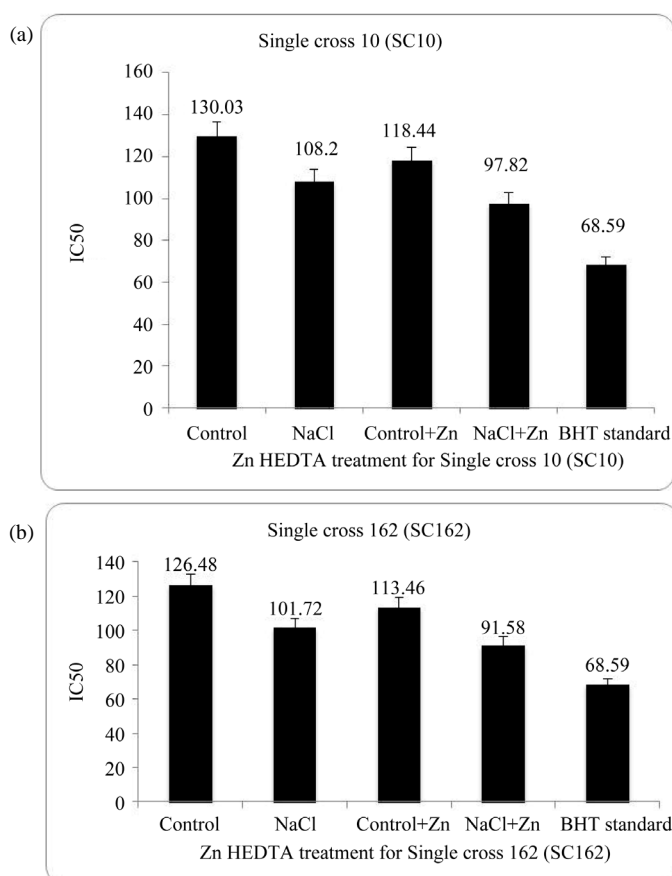 (a)
Single cross 10 (SC10)
160
140
120
100
80
60
40
20
0
IC50
130.03
108.2
118.44
97.82
68.59
Control NaCl Control+Zn NaCl+Zn BHT standard
Zn HEDTA treatment for Single cross 10 (SC10)
(b)
Single cross 162 (SC162)
140
120
100
80
60
40
20
0
IC50
126.48
101.72
113.46
91.58
68.59
Control NaCl Control+Zn NaCl+Zn BHT standard
Zn HEDTA treatment for Single cross 162 (SC162)